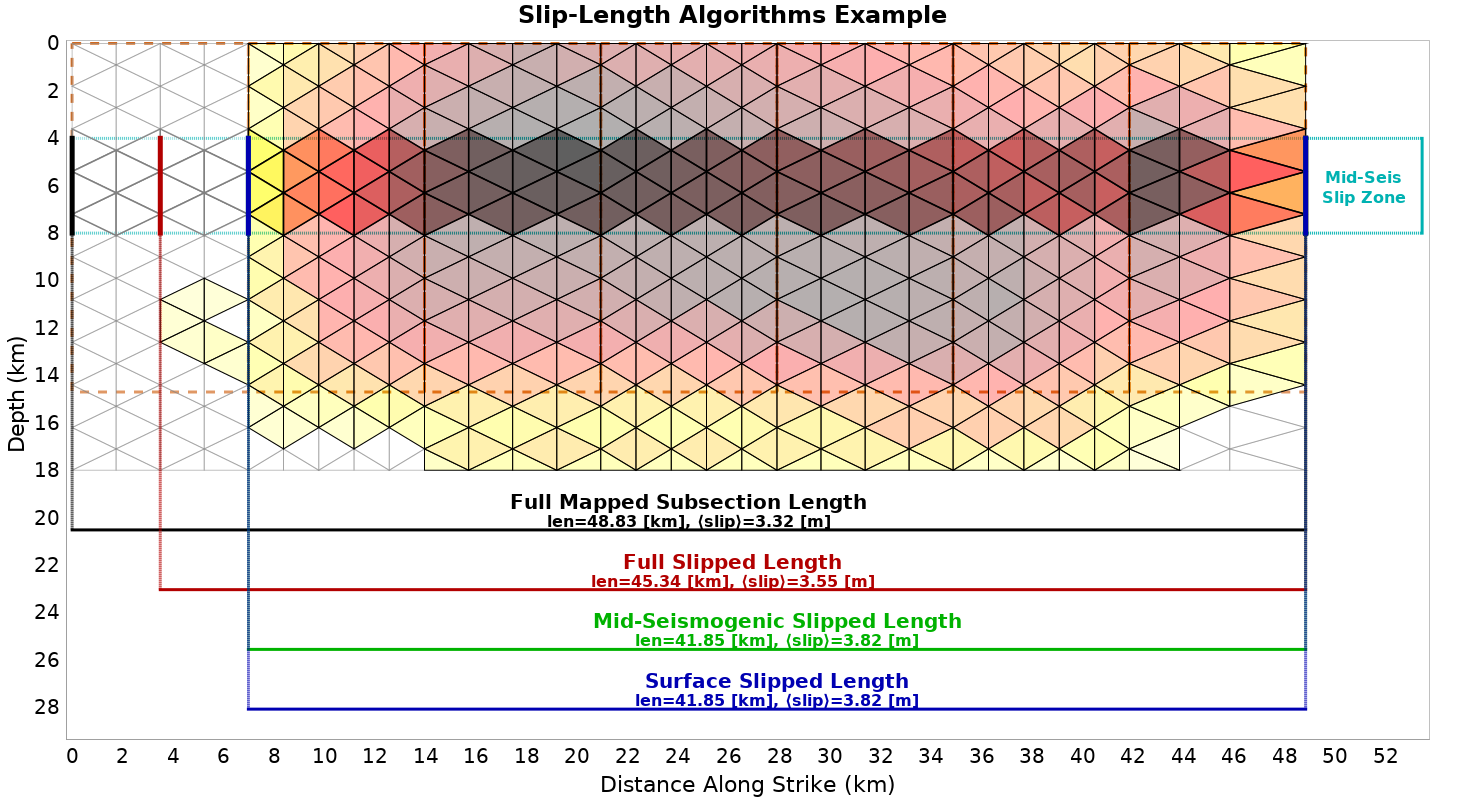 Slip-Length Algorithms Example
0
2
4
6
8
10
12
14
16
18
20
22
24
26
28
Depth (km)
Mid-Seis
Slip Zone
Full Mapped Subsection Length
len=48.83 [km], ⟨slip⟩=3.32 [m]
Full Slipped Length
len=45.34 [km], ⟨slip⟩=3.55 [m]
Mid-Seismogenic Slipped Length
len=41.85 [km], ⟨slip⟩=3.82 [m]
Surface Slipped Length
len=41.85 [km], ⟨slip⟩=3.82 [m]
0 2 4 6 8 10 12 14 16 18 20 22 24 26 28 30 32 34 36 38 40 42 44 46 48 50 52
Distance Along Strike (km)